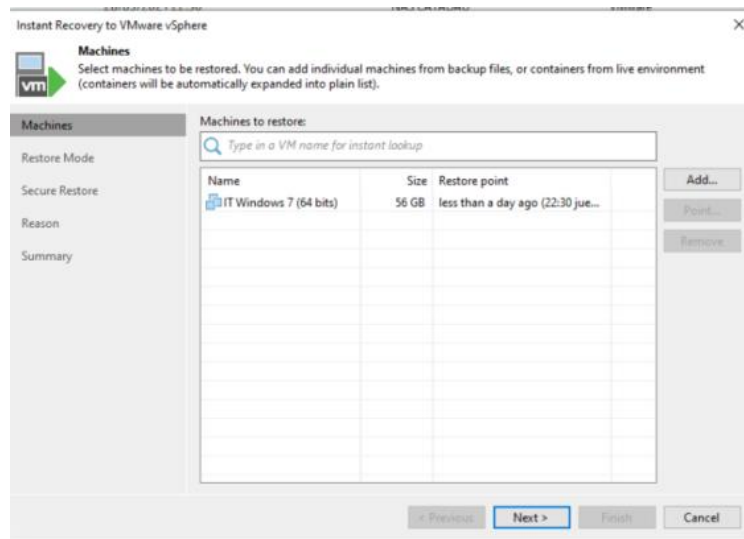 Instant Recovery to VMware vSphere
Machines
Select machines to be restored. You can add individual machines from backup files, or containers from live environment
(containers will be automatically expanded into plain list).
vm
Machines
Restore Mode
Secure Restore
Reason
Summary
Machines to restore:
Type in a VM name for instant lookup
Name Size Restore point
IT Windows 7 (64 bits) 56 GB less than a day ago (22:30 jue...
Add...
Point...
Remove
< Previous Next > Finish Cancel